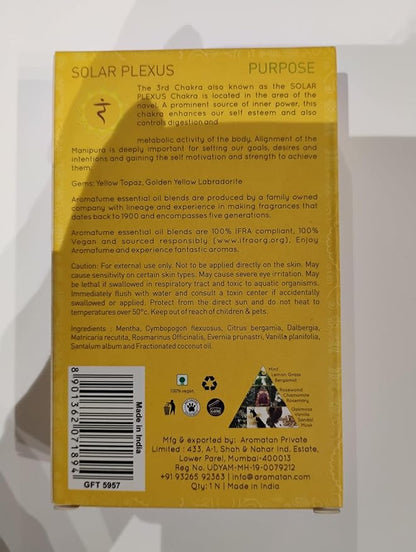 SOLAR PLEXUS PURPOSE
The 3rd Chakra also known as the SOLAR
PLEXUS Chakra is located in the area of the
navel. A prominent source of inner power, this
chakra enhances our self esteem and also
controls digestion and
metabolic activity of the body. Alignment of the
Manipura is deeply important for setting our goals, desires and
intentions and gaining the self motivation and strength to achieve
them.
Gems: Yellow Topaz, Golden Yellow Labradorite
Aromafume essential oil blends are produced by a family owned
company with lineage and experience in making fragrances that
dates back to 1900 and encompasses five generations.
Aromafume essential oil blends are 100% IFRA compliant, 100%
Vegan and sourced responsibly (www.ifraorg.org). Enjoy
Aromafume and experience fantastic aromas.
Caution: For external use only. Not to be applied directly on the skin. May
cause sensitivity on certain skin types. May cause severe eye irritation. May
be lethal if swallowed in respiratory tract and toxic to aquatic organisms.
Immediately flush with water and consult a toxin center if accidentally
swallowed or applied. Protect from the direct sun and do not heat to
temperatures over 50°c. Keep out of reach of children & pets.
Ingredients : Mentha, Cymbopogon flexuosus, Citrus bergamia, Dalbergia,
Matricaria recutita, Rosmarinus Officinalis, Evernia prunastri, Vanilla planifolia,
Santalum album and Fractionated coconut oil.
8901362071894
GFT 5957
Made in India
100% vegan
Mint
Lemon Grass
Bergamot
Rosewood
Chamomile
Rosemary
Oakmoss
Vanilla
Sandal
Musk
Mfg & exported by: Aromatan Private
Limited : 433, A-1, Shah & Nahar Ind. Estate,
Lower Parel, Mumbai-400013
Reg No. UDYAM-MH-19-0079212
+91 93265 92363 | info@aromatan.com
Qty: 1 N | Made in India